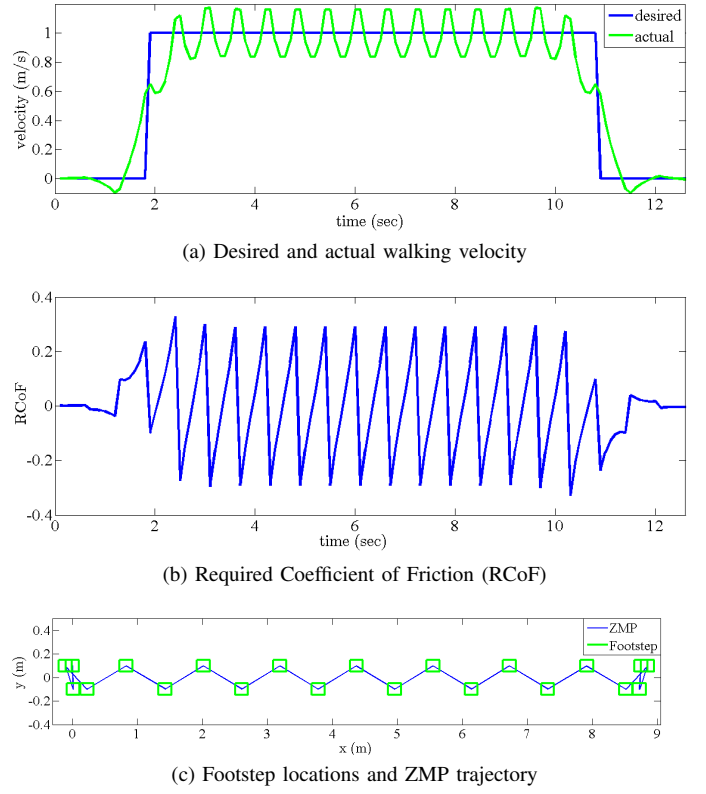 desired
actual
velocity (m/s)
1
0.8
0.6
0.4
0.2
0
0 2 4 6 8 10 12
time (sec)
(a) Desired and actual walking velocity
RCoF
0.4
0.2
0
-0.2
-0.4
0 2 4 6 8 10 12
time (sec)
(b) Required Coefficient of Friction (RCoF)
ZMP
Footstep
y (m)
0.4
0.2
0
-0.2
-0.4
0 1 2 3 4 5 6 7 8 9
x (m)
(c) Footstep locations and ZMP trajectory